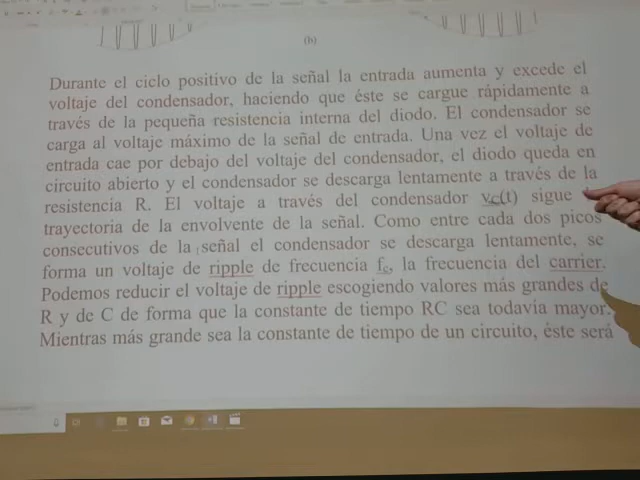 (b)
Durante el ciclo positivo de la señal la entrada aumenta y excede el
voltaje del condensador, haciendo que éste se cargue rápidamente a
través de la pequeña resistencia interna del diodo. El condensador se
carga al voltaje máximo de la señal de entrada. Una vez el voltaje de
entrada cae por debajo del voltaje del condensador, el diodo queda en
circuito abierto y el condensador se descarga lentamente a través de la
resistencia R. El voltaje a través del condensador vc(t) sigue
trayectoria de la envolvente de la señal. Como entre cada dos picos
consecutivos de la señal el condensador se descarga lentamente, se
forma un voltaje de ripple de frecuencia fc, la frecuencia del carrier.
Podemos reducir el voltaje de ripple escogiendo valores más grandes de
R y de C de forma que la constante de tiempo RC sea todavía mayor.
Mientras más grande sea la constante de tiempo de un circuito, éste será